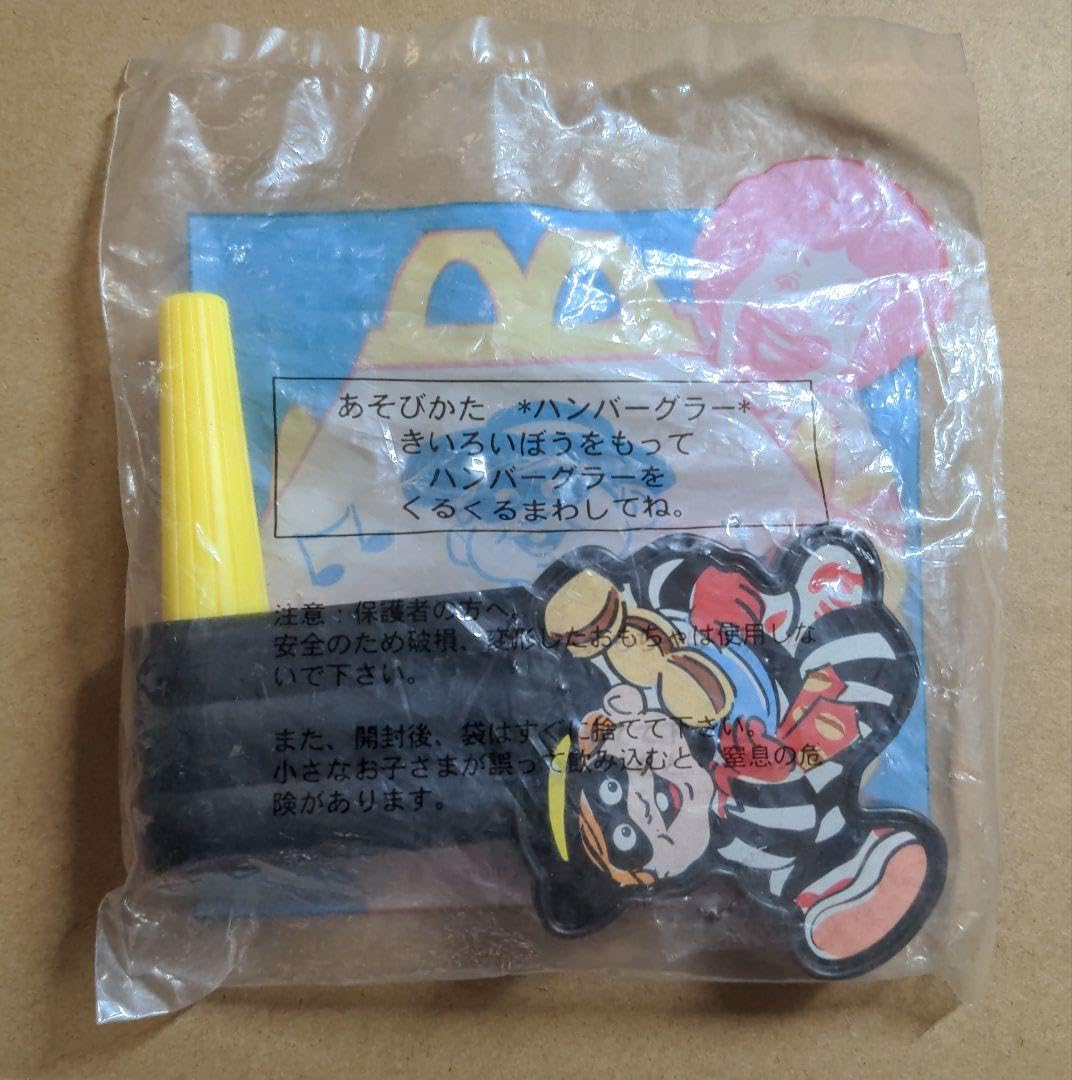 あそびかた *ハンバーグラー*
きいろいぼうをもって
ハンバーグラーを
くるくるまわしてね。
注意：保護者の方へ。
安全のため破損、変形したおもちゃは使用しな
いで下さい。
また、開封後、袋はすぐに捨てて下さい。
小さなお子さまが誤って飲み込むと、窒息の危
険があります。